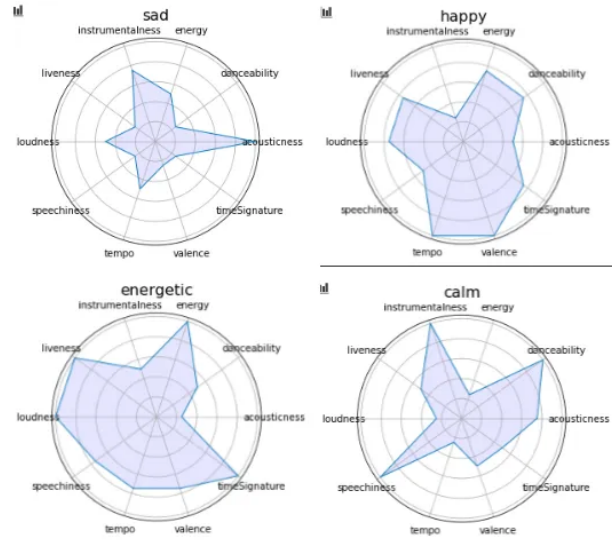 sad
instrumentalness energy
liveness danceability
loudness acousticness
speechiness timeSignature
tempo valence
happy
instrumentalness energy
liveness danceability
loudness acousticness
speechiness timeSignature
tempo valence
energetic
instrumentalness energy
liveness danceability
loudness acousticness
speechiness timeSignature
tempo valence
calm
instrumentalness energy
liveness danceability
loudness acousticness
speechiness timeSignature
tempo valence